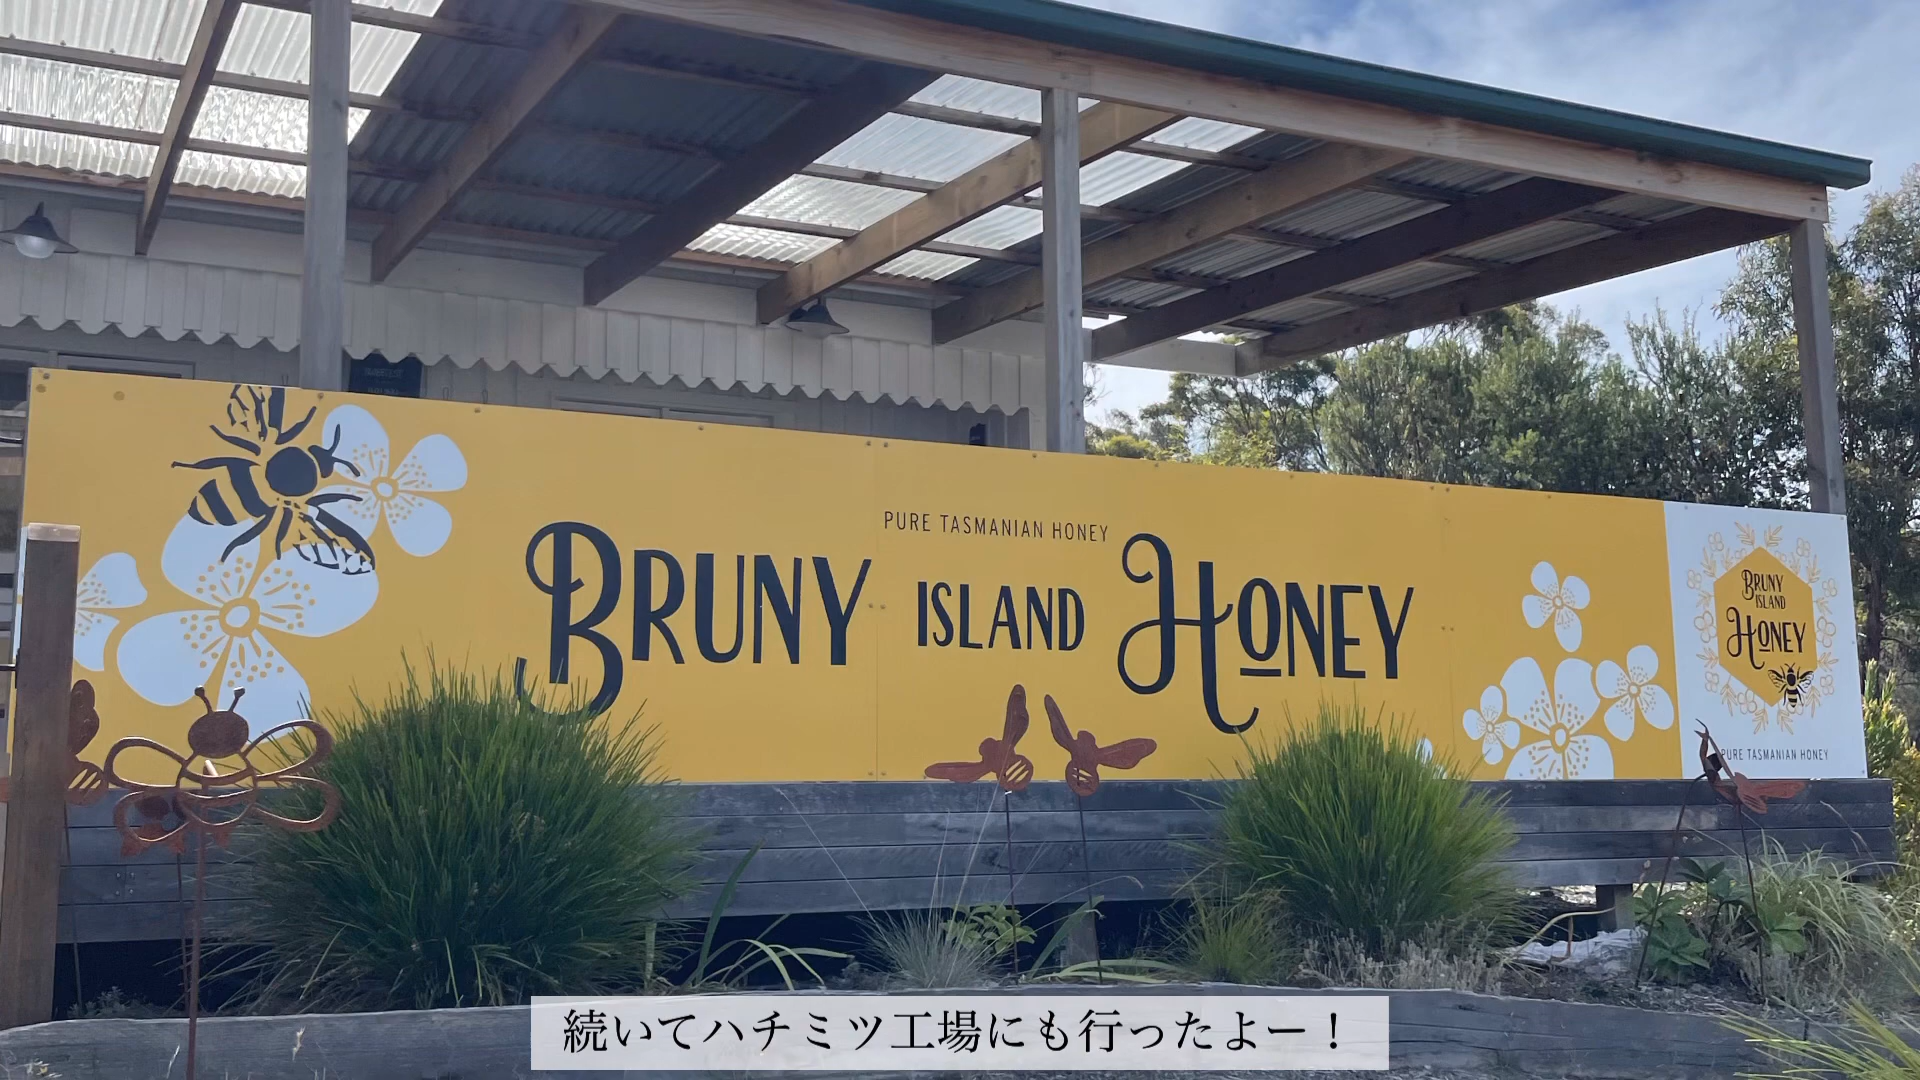 PURE TASMANIAN HONEY
BRUNY ISLAND HONEY
BRUNY
ISLAND
HONEY
PURE TASMANIAN HONEY
続いてハチミツ工場にも行ったよー！